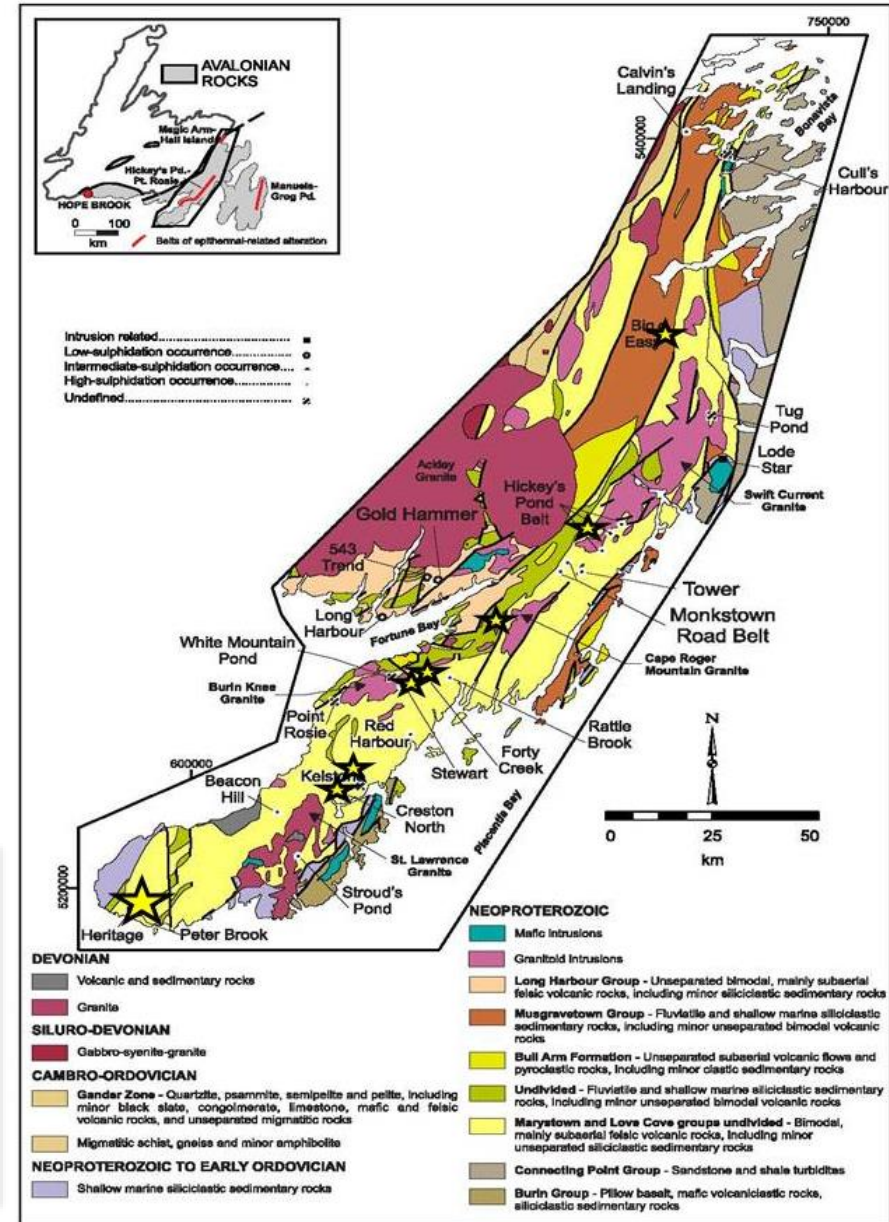 AVALONIAN
ROCKS
Magic Arm-
Hall Island
Hickey's Pd.-
Pt. Rosie
HOPE BROOK
Manuels-
Grog Pd.
0 100
km
Belts of epithermal-related alteration
750000
Calvin's
Landing
5400000
Bonavista
Bay
Cull's
Harbour
Intrusion related
Low-sulphidation occurrence
Intermediate-sulphidation occurrence
High-sulphidation occurrence
Undefined
Big
Easy
Tug
Pond
Lode
Star
Ackley
Granite
Hickey's
Pond
Belt
Swift Current
Granite
Gold Hammer
543
Trend
Long
Harbour
Fortune Bay
Tower
Monkstown
Road Belt
White Mountain
Pond
Cape Roger
Mountain Granite
Burin Knee
Granite
Point
Rosie
Red
Harbour
Rattle
Brook
Forty
Creek
Stewart
N
600000
Beacon
Hill
Creston
North
Placentia Bay
0 25 50
km
St. Lawrence
Granite
Stroud's
Pond
5200000
Heritage
Peter Brook
DEVONIAN
Volcanic and sedimentary rocks
Granite
SILURO-DEVONIAN
Gabbro-syenite-granite
CAMBRO-ORDOVICIAN
Gander Zone - Quartzite, psammite, semipelite and pelite, including
minor black slate, congolmerate, limestone, mafic and felsic
volcanic rocks, and unseparated migmatitic rocks
Migmatitic schist, gneiss and minor amphibolite
NEOPROTEROZOIC TO EARLY ORDOVICIAN
Shallow marine siliciclastic sedimentary rocks
NEOPROTEROZOIC
Mafic Intrusions
Granitoid Intrusions
Long Harbour Group - Unseparated bimodal, mainly subaerial
felsic volcanic rocks, including minor siliciclastic sedimentary rocks
Musgravetown Group - Fluviatile and shallow marine siliciclastic
sedimentary rocks, including minor unseparated bimodal volcanic
rocks
Bull Arm Formation - Unseparated subaerial volcanic flows and
pyroclastic rocks, including minor clastic sedimentary rocks
Undivided - Fluviatile and shallow marine siliciclastic sedimentary
rocks, including minor unseparated bimodal volcanic rocks
Marystown and Love Cove groups undivided - Bimodal,
mainly subaerial felsic volcanic rocks, including minor
unseparated siliciclastic sedimentary rocks
Connecting Point Group - Sandstone and shale turbidites
Burin Group - Pillow basalt, mafic volcaniclastic rocks,
siliciclastic sedimentary rocks